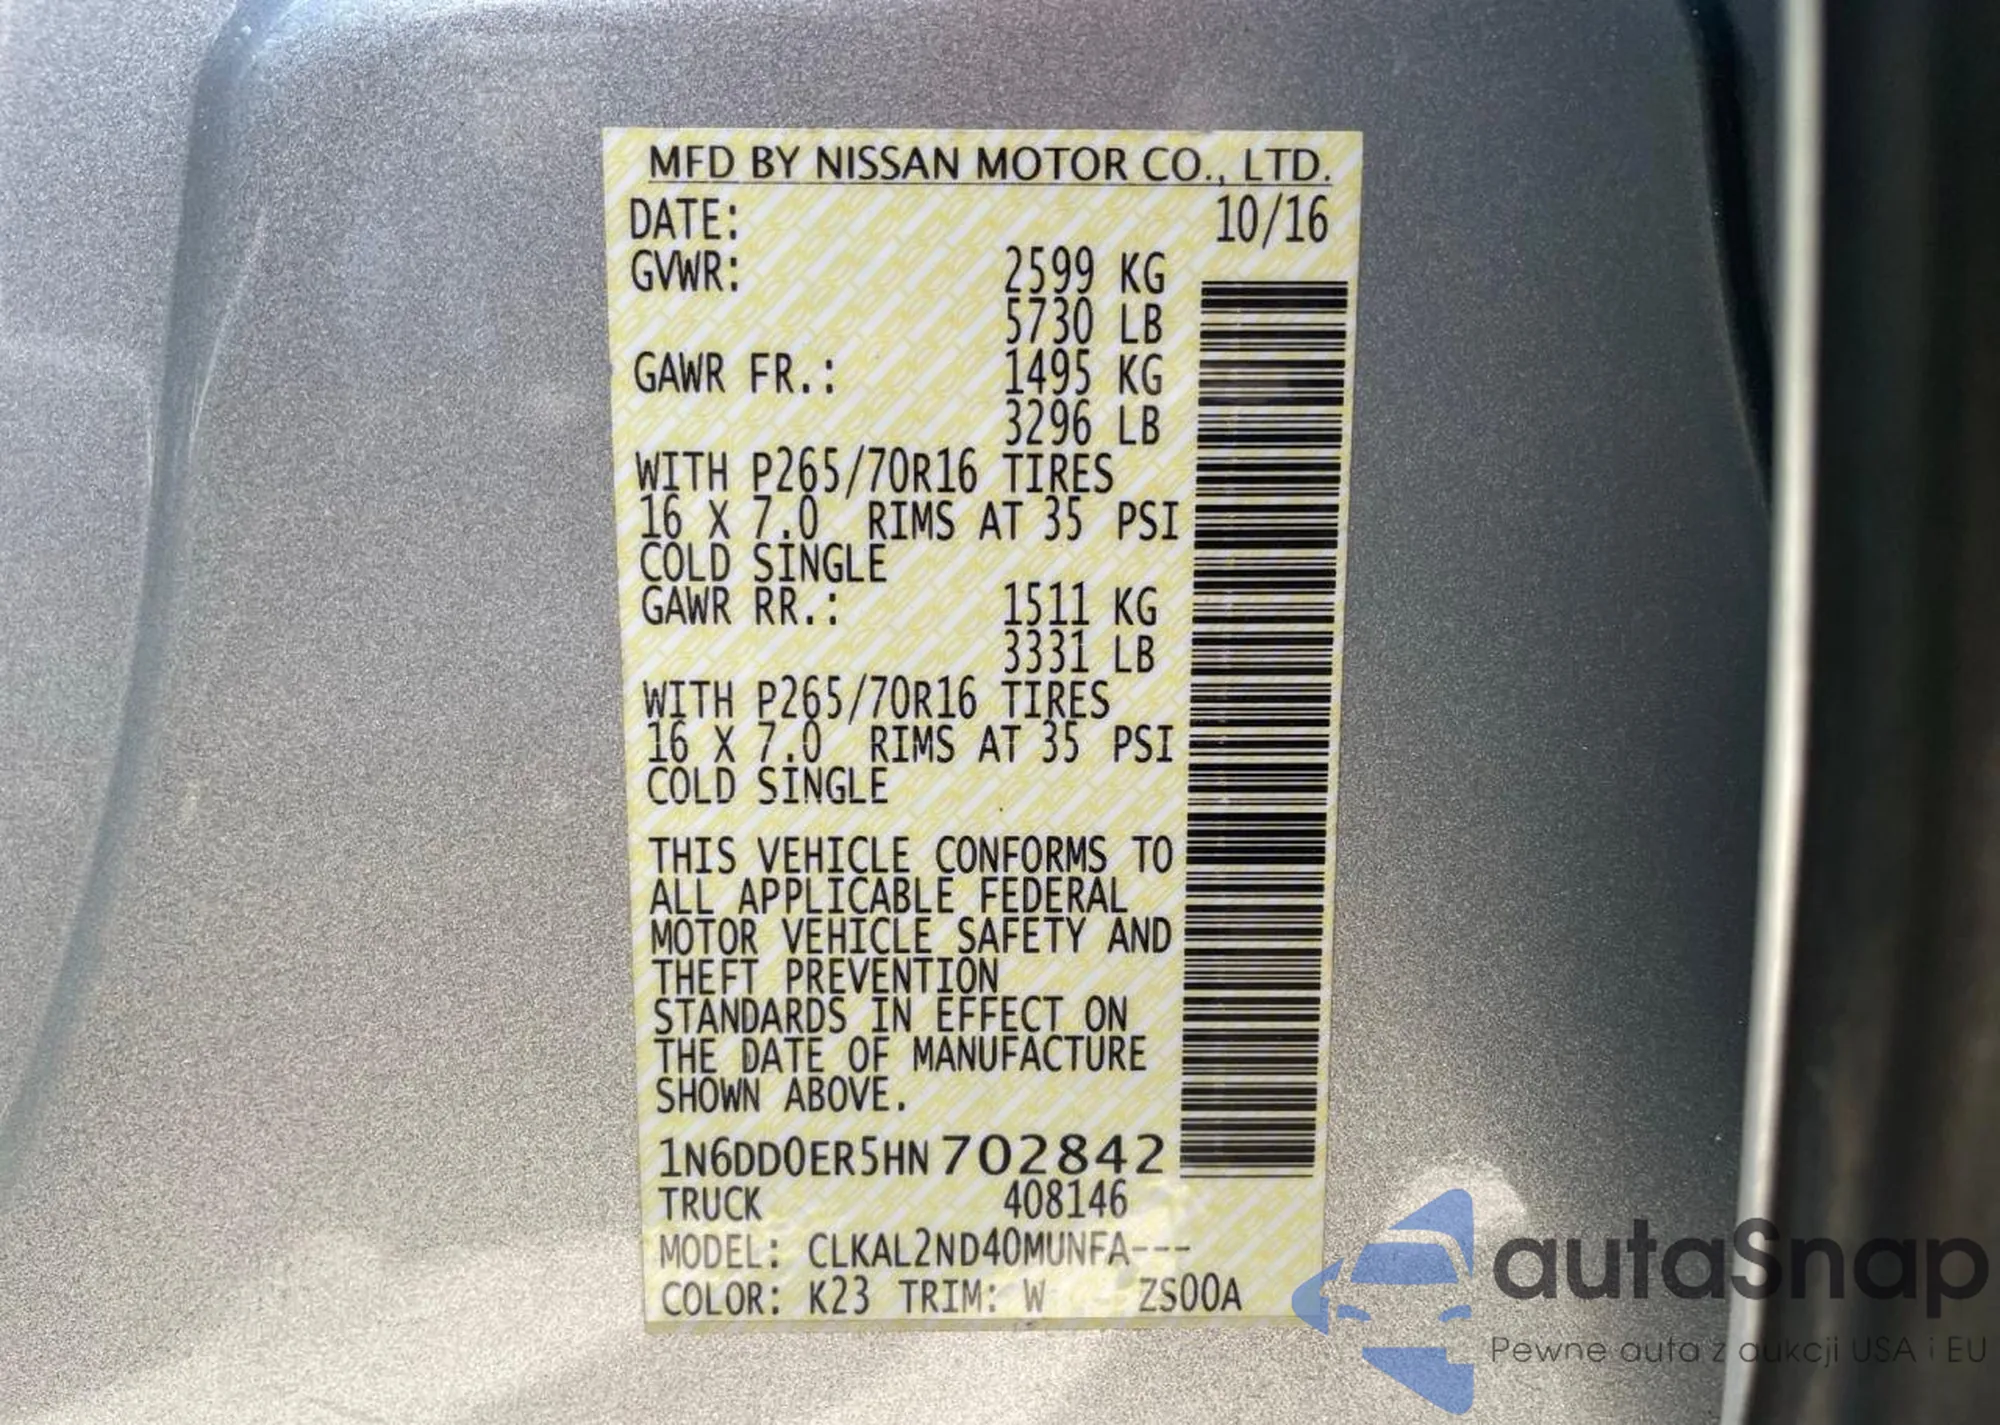 MFD BY NISSAN MOTOR CO., LTD.
DATE: 10/16
GVWR: 2599 KG
5730 LB
GAWR FR.: 1495 KG
3296 LB
WITH P265/70R16 TIRES
16 X 7.0 RIMS AT 35 PSI
COLD SINGLE
GAWR RR.: 1511 KG
3331 LB
WITH P265/70R16 TIRES
16 X 7.0 RIMS AT 35 PSI
COLD SINGLE
THIS VEHICLE CONFORMS TO
ALL APPLICABLE FEDERAL
MOTOR VEHICLE SAFETY AND
THEFT PREVENTION
STANDARDS IN EFFECT ON
THE DATE OF MANUFACTURE
SHOWN ABOVE.
1N6DD0ER5HN702842
TRUCK 408146
MODEL: CLKAL2ND40MUNFA---
COLOR: K23 TRIM: W - ZS00A
autaSnap
Pewne auta z aukcji USA i EU